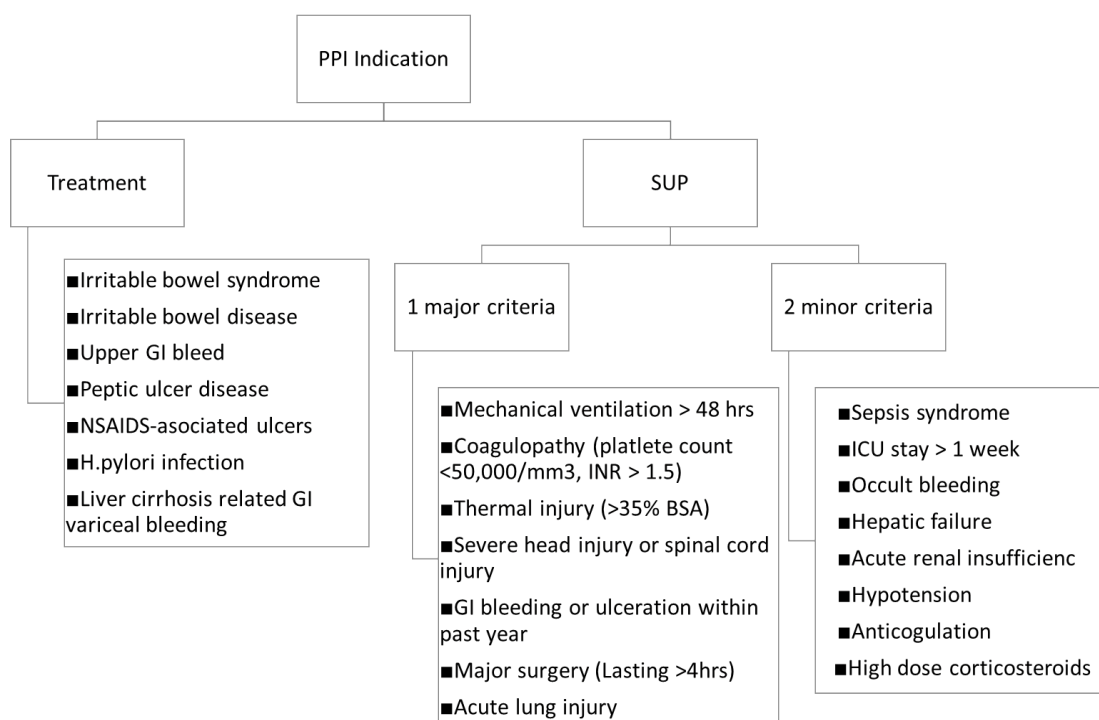 PPI Indication
Treatment
SUP
■Irritable bowel syndrome
■Irritable bowel disease
■Upper GI bleed
■Peptic ulcer disease
■NSAIDS-asociated ulcers
■H.pylori infection
■Liver cirrhosis related GI
variceal bleeding
1 major criteria
2 minor criteria
■Mechanical ventilation > 48 hrs
■Coagulopathy (platlete count
<50,000/mm3, INR > 1.5)
■Thermal injury (>35% BSA)
■Severe head injury or spinal cord
injury
■GI bleeding or ulceration within
past year
■Major surgery (Lasting >4hrs)
■Acute lung injury
■Sepsis syndrome
■ICU stay > 1 week
■Occult bleeding
■Hepatic failure
■Acute renal insufficienc
■Hypotension
■Anticogulation
■High dose corticosteroids